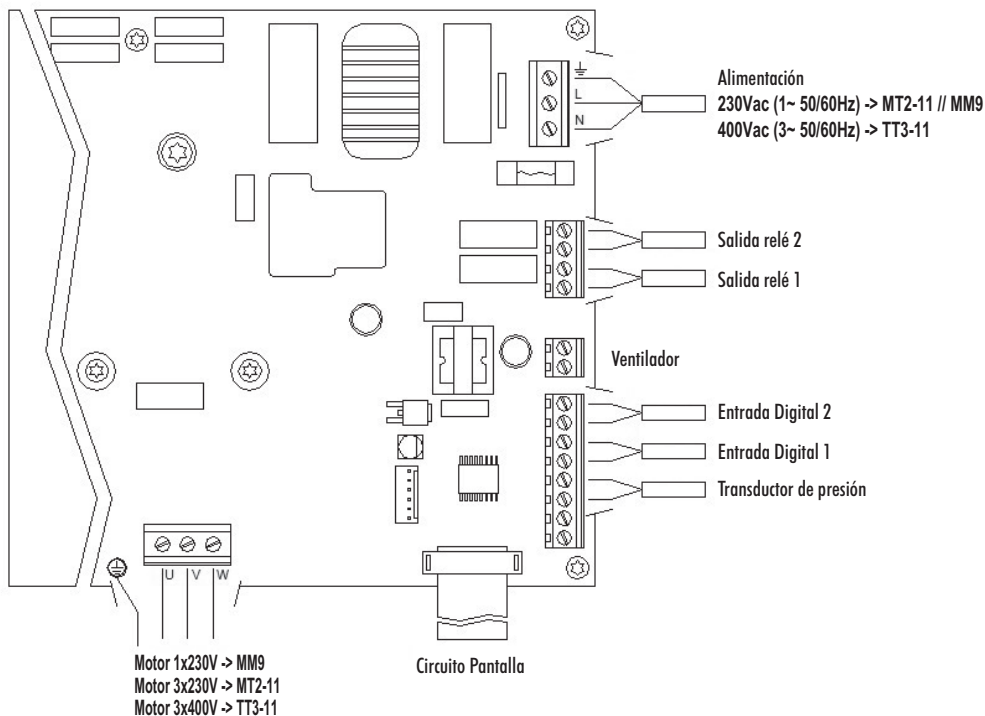 Alimentación
230Vac (1~ 50/60Hz) -> MT2-11 // MM9
400Vac (3~ 50/60Hz) -> TT3-11
L
N
Salida relé 2
Salida relé 1
Ventilador
Entrada Digital 2
Entrada Digital 1
Transductor de presión
U V W
Circuito Pantalla
Motor 1x230V -> MM9
Motor 3x230V -> MT2-11
Motor 3x400V -> TT3-11